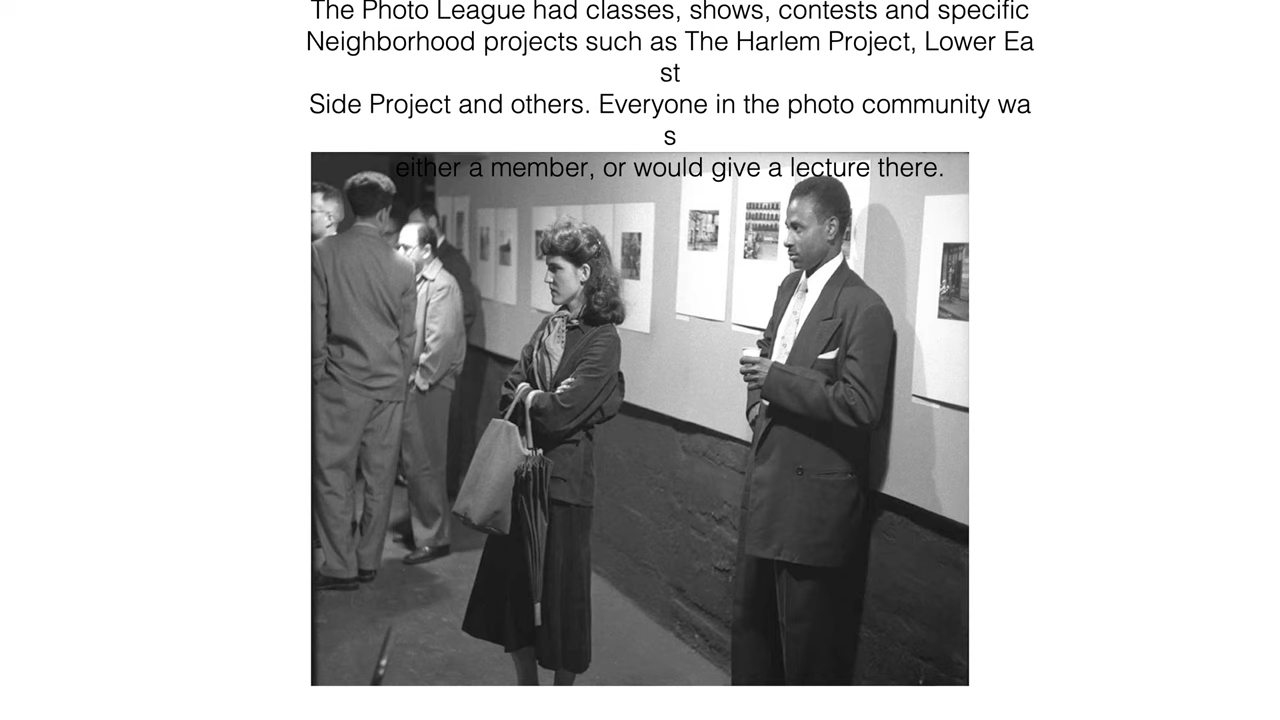 The Photo League had classes, shows, contests and specific
Neighborhood projects such as The Harlem Project, Lower Ea
st
Side Project and others. Everyone in the photo community wa
s
either a member, or would give a lecture there.